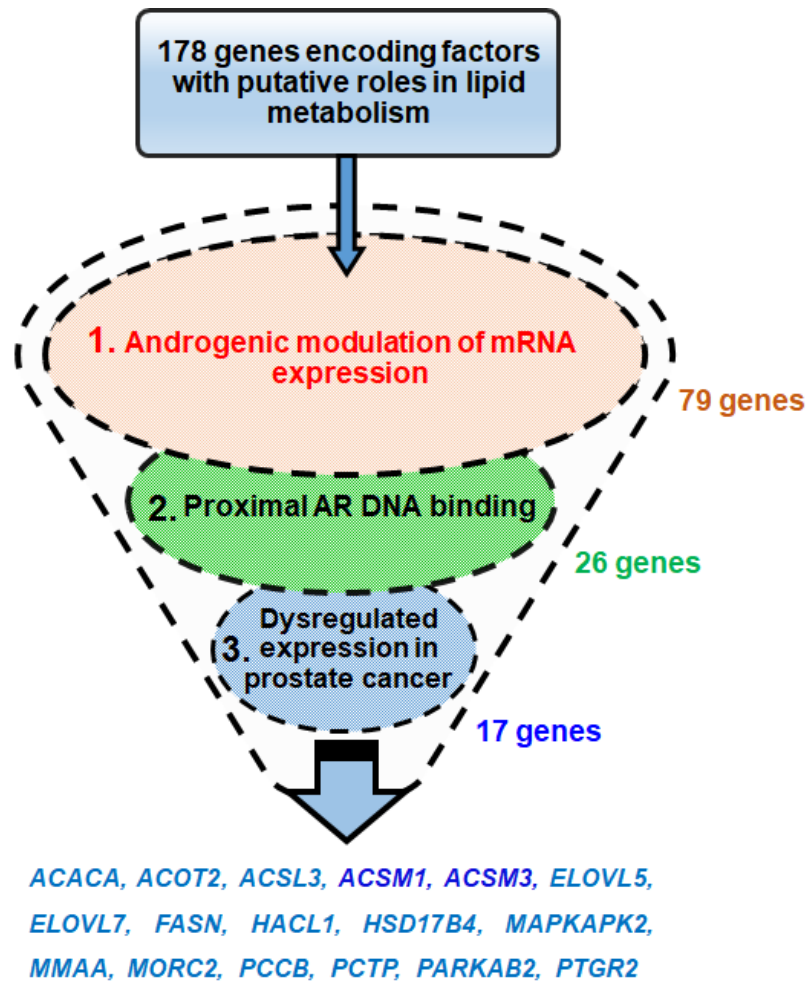 178 genes encoding factors
with putative roles in lipid
metabolism
1. Androgenic modulation of mRNA
expression
79 genes
2. Proximal AR DNA binding
26 genes
Dysregulated
3. expression in
prostate cancer
17 genes
ACACA, ACOT2, ACSL3, ACSM1, ACSM3, ELOVL5,
ELOVL7, FASN, HACL1, HSD17B4, MAPKAPK2,
MMAA, MORC2, PCCB, PCTP, PARKAB2, PTGR2